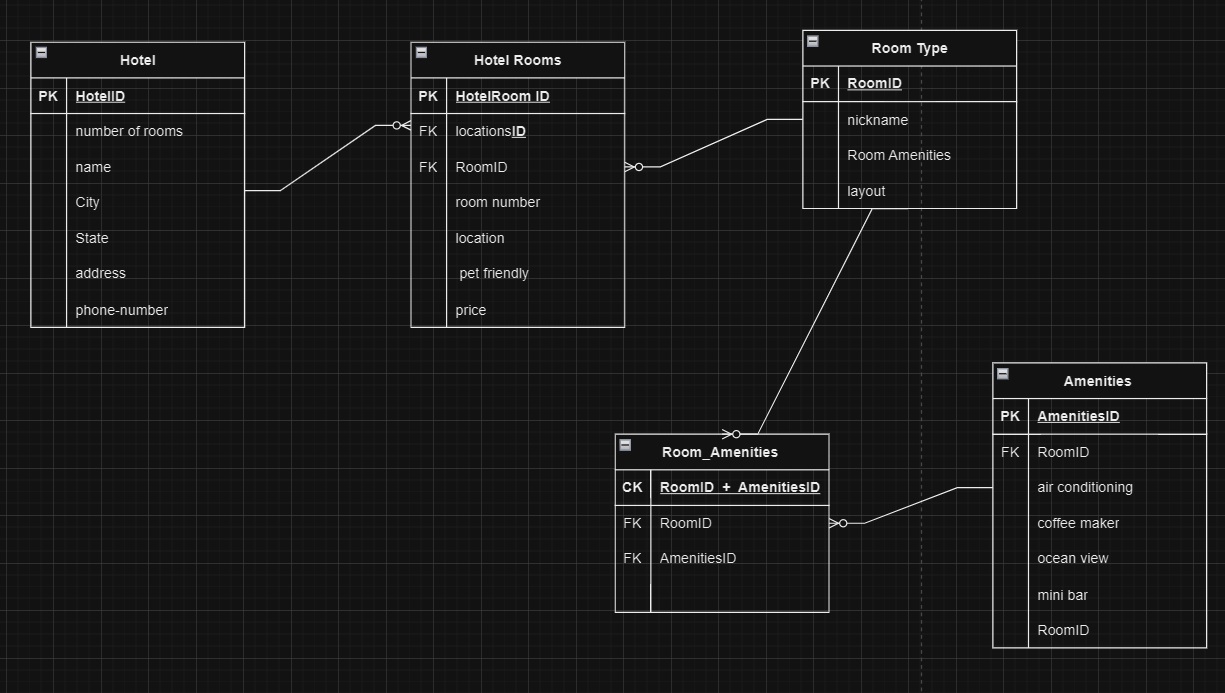 Hotel
PK HotelID
number of rooms
name
City
State
address
phone-number
Hotel Rooms
PK HotelRoom ID
FK locationsID
FK RoomID
room number
location
pet friendly
price
Room Type
PK RoomID
nickname
Room Amenities
layout
Room_Amenities
CK RoomID + AmenitiesID
FK RoomID
FK AmenitiesID
Amenities
PK AmenitiesID
FK RoomID
air conditioning
coffee maker
ocean view
mini bar
RoomID